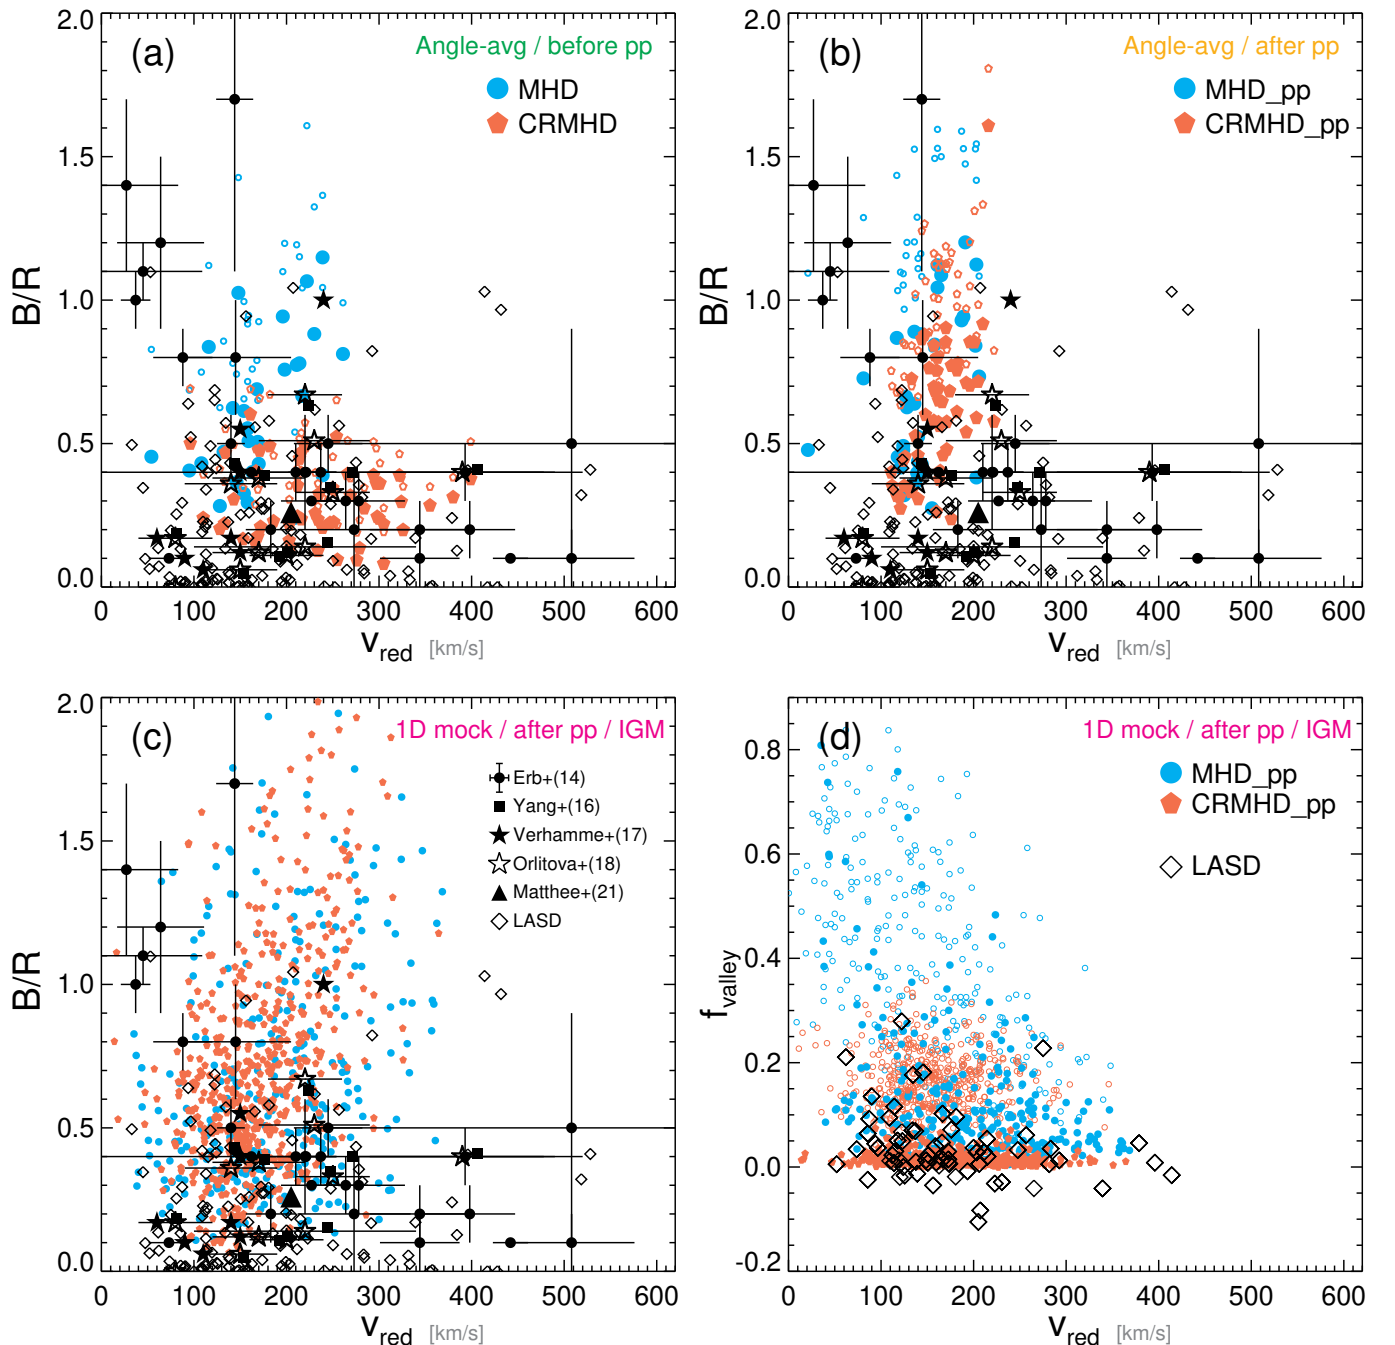 (a)
Angle-avg / before pp
MHD
CRMHD
2.0
1.5
1.0
0.5
0.0
B/R
0 100 200 300 400 500 600
v_red [km/s]
(b)
Angle-avg / after pp
MHD_pp
CRMHD_pp
2.0
1.5
1.0
0.5
0.0
B/R
0 100 200 300 400 500 600
v_red [km/s]
(c)
1D mock / after pp / IGM
Erb+(14)
Yang+(16)
Verhamme+(17)
Orlitova+(18)
Matthee+(21)
LASD
2.0
1.5
1.0
0.5
0.0
B/R
0 100 200 300 400 500 600
v_red [km/s]
(d)
1D mock / after pp / IGM
MHD_pp
CRMHD_pp
LASD
0.8
0.6
0.4
0.2
0.0
-0.2
f_valley
0 100 200 300 400 500 600
v_red [km/s]